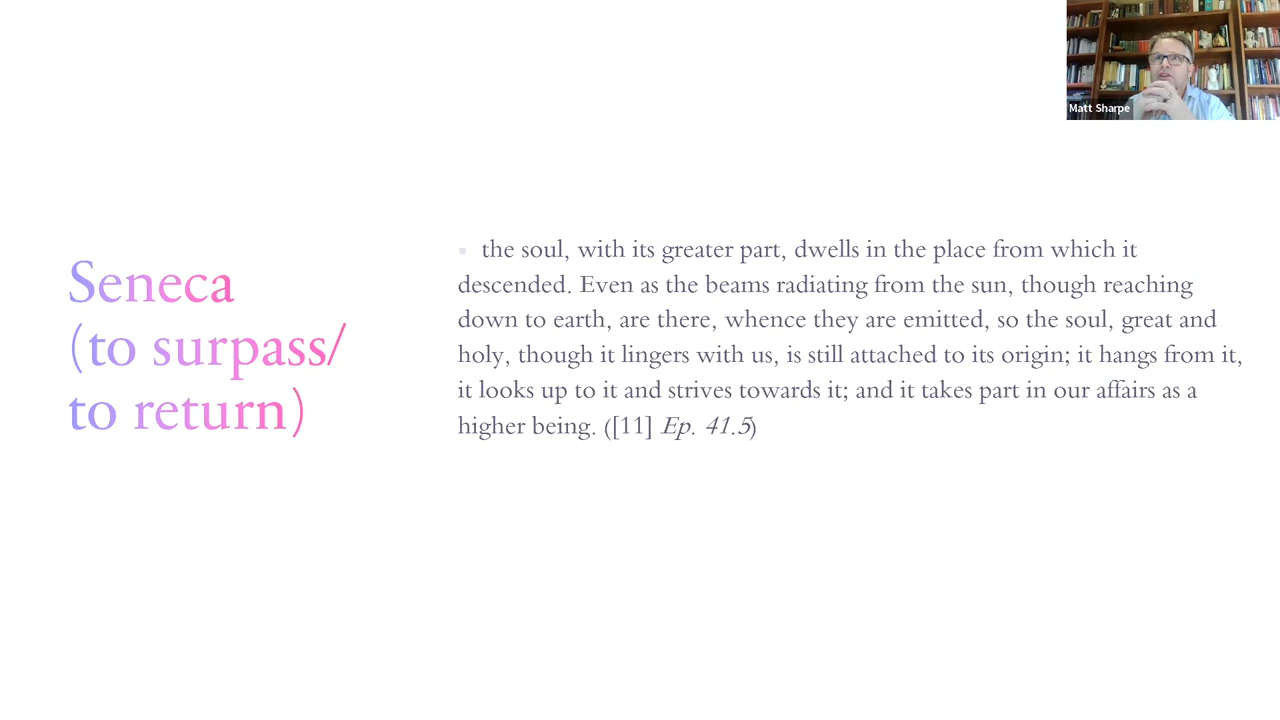 Matt Sharpe
Seneca
(to surpass/
to return)
the soul, with its greater part, dwells in the place from which it
descended. Even as the beams radiating from the sun, though reaching
down to earth, are there, whence they are emitted, so the soul, great and
holy, though it lingers with us, is still attached to its origin; it hangs from it,
it looks up to it and strives towards it; and it takes part in our affairs as a
higher being. ([11] Ep. 41.5)